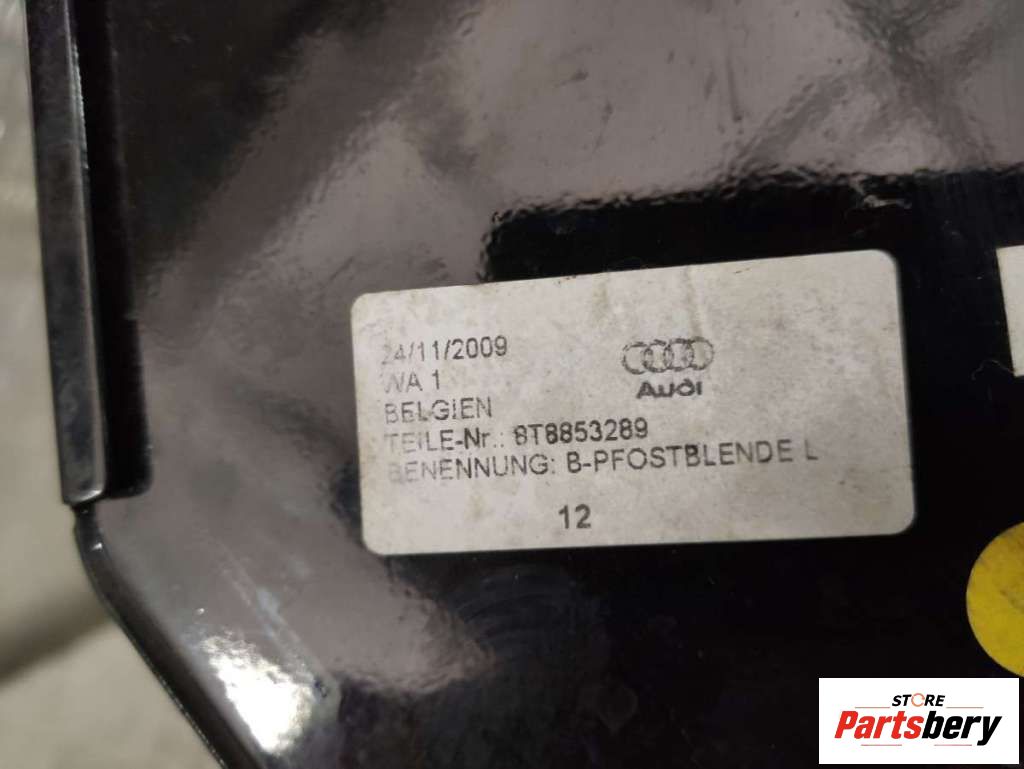 24/11/2009
WA 1
BELGIEN
Audi
TEILE-Nr.: 8T8853289
BENENNUNG: B-PFOSTBLENDE L
12
STORE
Partsbery